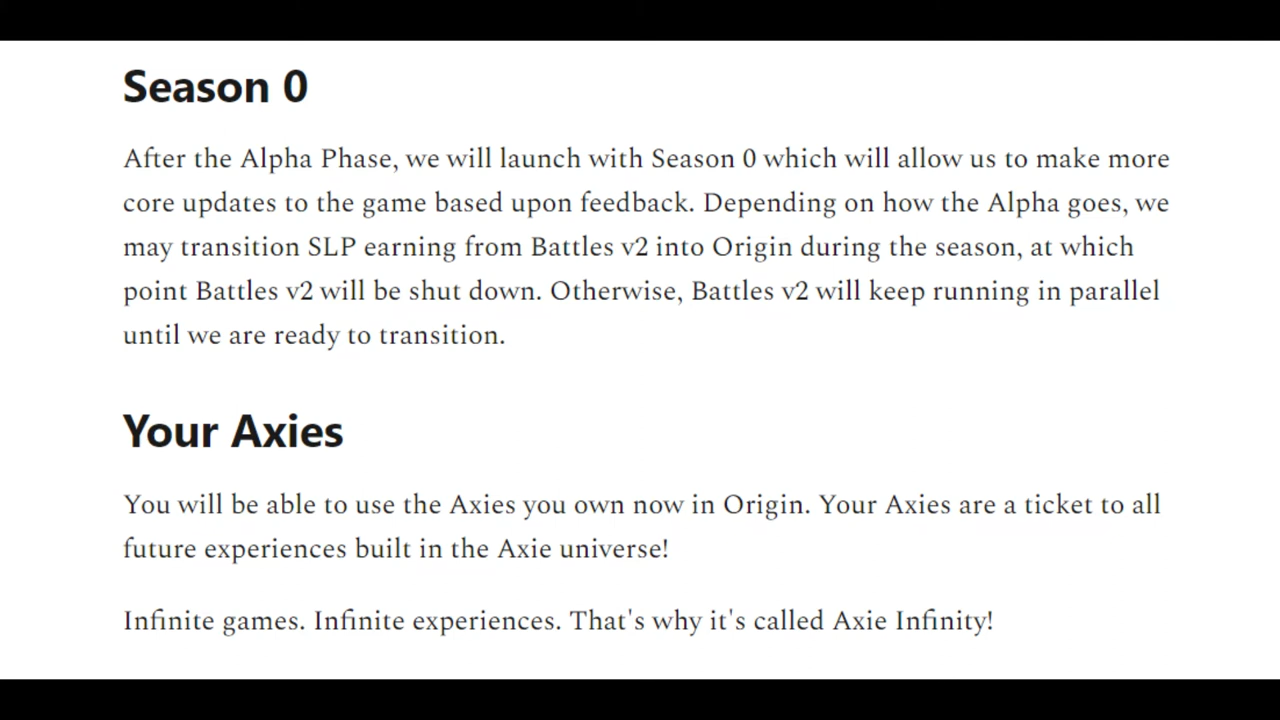 Season 0
After the Alpha Phase, we will launch with Season 0 which will allow us to make more
core updates to the game based upon feedback. Depending on how the Alpha goes, we
may transition SLP earning from Battles v2 into Origin during the season, at which
point Battles v2 will be shut down. Otherwise, Battles v2 will keep running in parallel
until we are ready to transition.
Your Axies
You will be able to use the Axies you own now in Origin. Your Axies are a ticket to all
future experiences built in the Axie universe!
Infinite games. Infinite experiences. That's why it's called Axie Infinity!